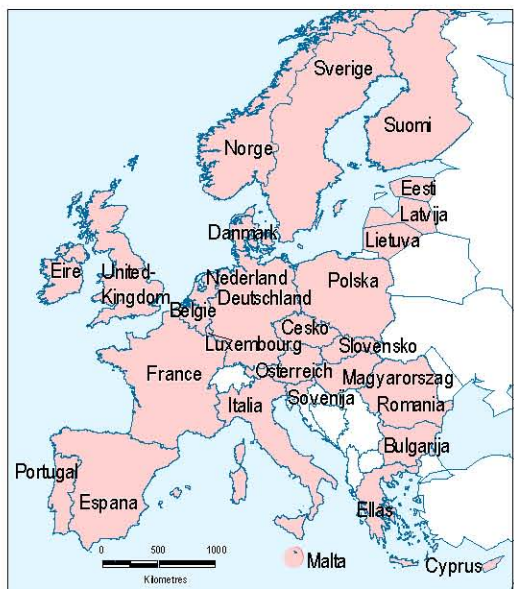 Sverige
Suomi
Norge
Eesti
Latvija
Danmark
Lietuva
Eire
United-
Kingdom
Nederland
Polska
Belgie
Deutschland
Cesko
Luxembourg
Slovensko
France
Osterreich
Magyarorszag
Italia
Sovenija
Romania
Bulgarija
Portugal
Espana
Ellas
0 500 1000
Kilometres
Malta
Cyprus